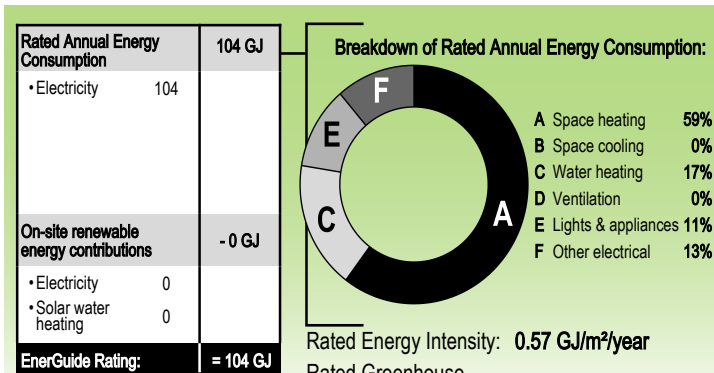 Rated Annual Energy
Consumption
104 GJ
• Electricity 104
On-site renewable
energy contributions
- 0 GJ
• Electricity 0
• Solar water
heating 0
EnerGuide Rating: = 104 GJ
Breakdown of Rated Annual Energy Consumption:
F
E
C
A
A Space heating 59%
B Space cooling 0%
C Water heating 17%
D Ventilation 0%
E Lights & appliances 11%
F Other electrical 13%
Rated Energy Intensity: 0.57 GJ/m²/year
Rated Greenhouse